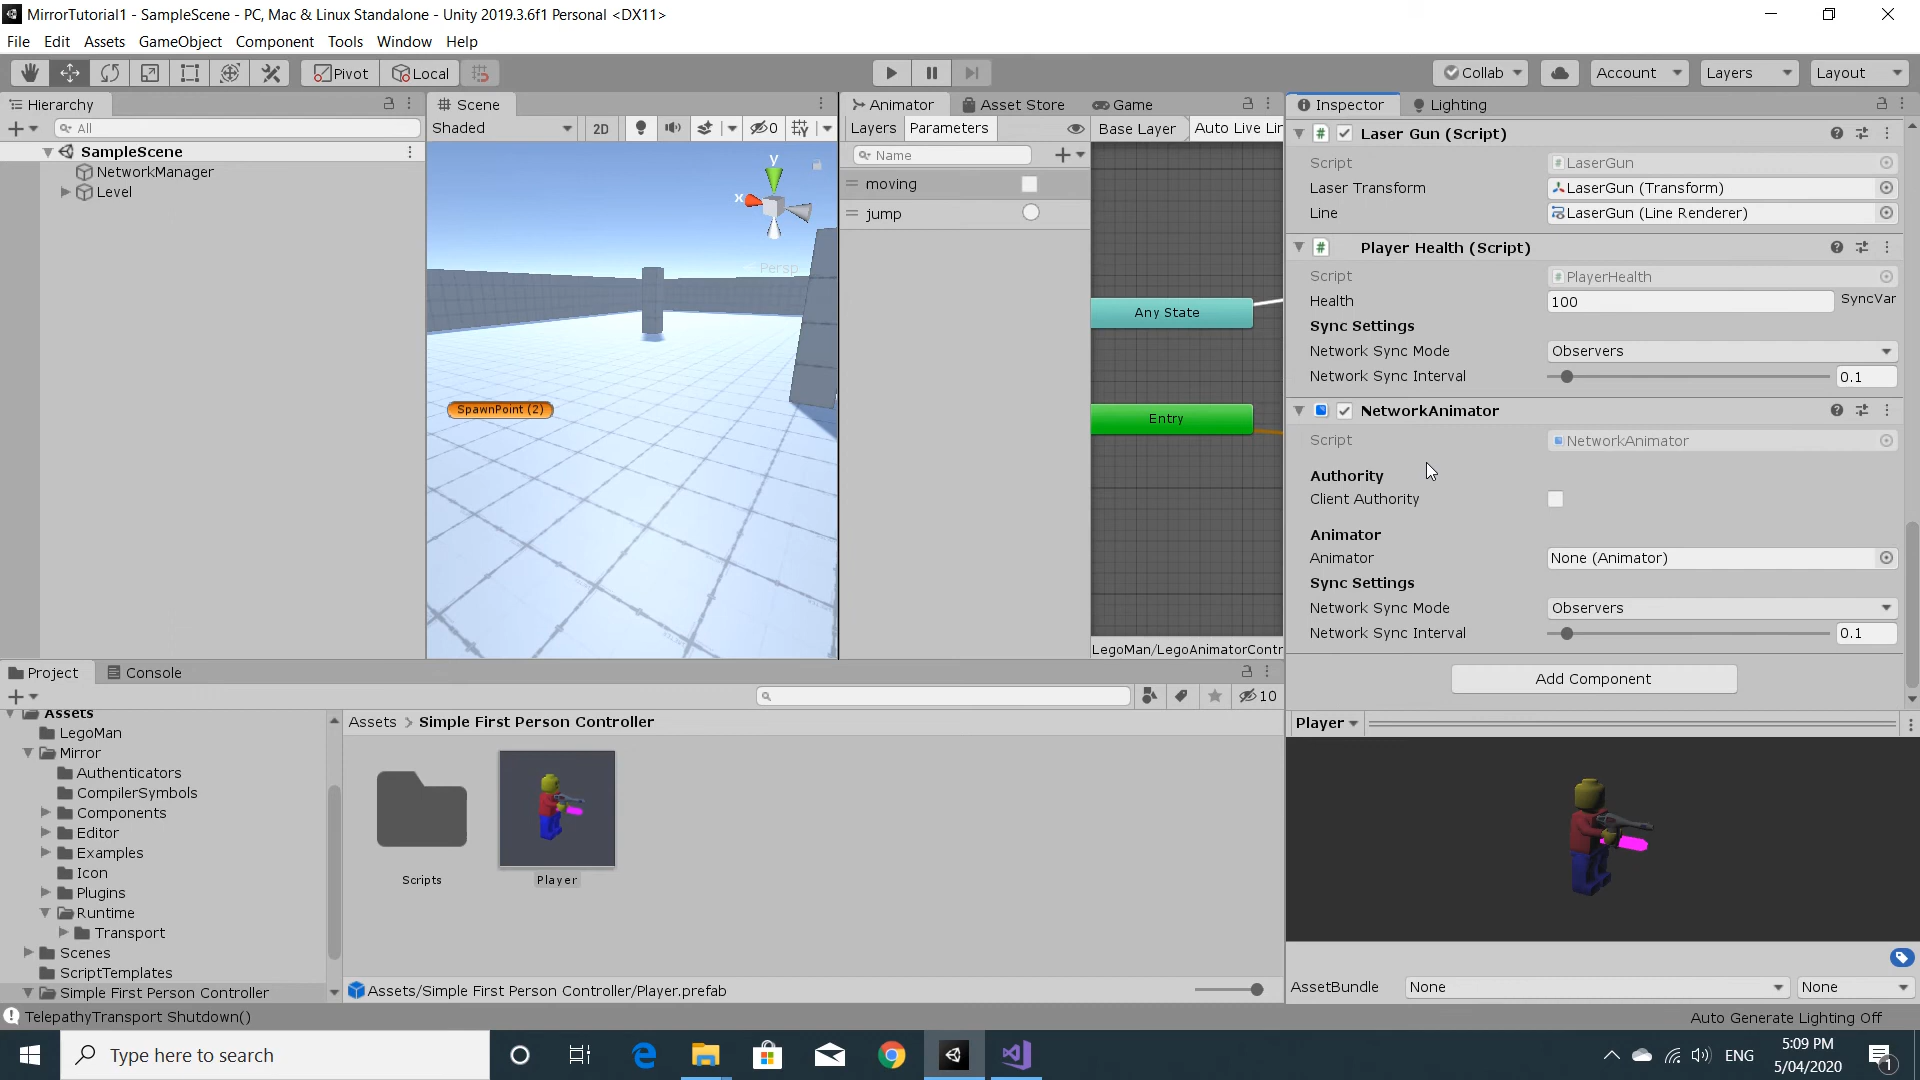 MirrorTutorial1 - SampleScene - PC, Mac & Linux Standalone - Unity 2019.3.6f1 Personal <DX11>
File Edit Assets GameObject Component Tools Window Help
Pivot Local Collab Account Layers Layout
Hierarchy
All
SampleScene
NetworkManager
Level
Scene
Shaded 2D 0
y
x
Persp
SpawnPoint (2)
Animator Asset Store Game
Layers Parameters Base Layer Auto Live Lin
Name
moving
jump
Any State
Entry
LegoMan/LegoAnimatorContr
Inspector Lighting
Laser Gun (Script)
Script LaserGun
Laser Transform LaserGun (Transform)
Line LaserGun (Line Renderer)
Player Health (Script)
Script PlayerHealth
Health 100 SyncVar
Sync Settings
Network Sync Mode Observers
Network Sync Interval 0.1
NetworkAnimator
Script NetworkAnimator
Authority
Client Authority
Animator
Animator None (Animator)
Sync Settings
Network Sync Mode Observers
Network Sync Interval 0.1
Add Component
Player
AssetBundle None None
Project Console
10
Assets
LegoMan
Mirror
Authenticators
CompilerSymbols
Components
Editor
Examples
Icon
Plugins
Runtime
Transport
Scenes
ScriptTemplates
Simple First Person Controller
Assets > Simple First Person Controller
Scripts Player
Assets/Simple First Person Controller/Player.prefab
TelepathyTransport Shutdown()
Auto Generate Lighting Off
Type here to search
ENG
5:09 PM
5/04/2020
1